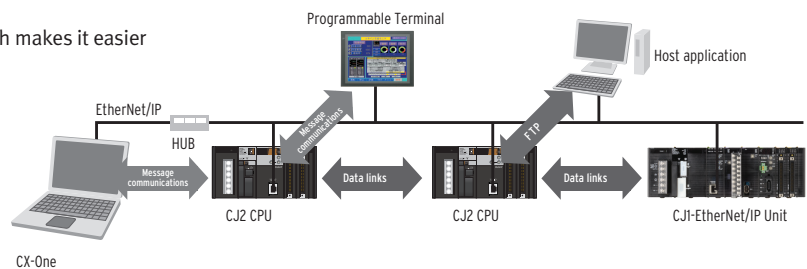 Programmable Terminal
h makes it easier
Host application
EtherNet/IP
HUB
Message
communications
FTP
Message
communications
Data links
Data links
CJ2 CPU
CJ2 CPU
CJ1-EtherNet/IP Unit
CX-One